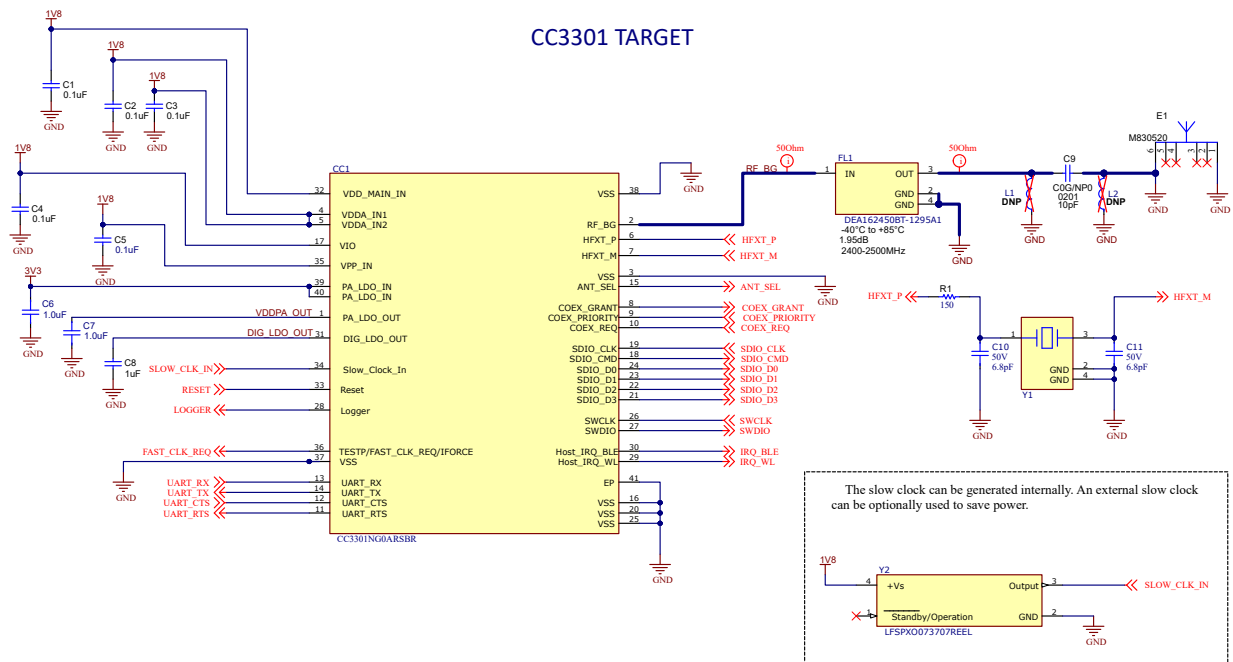 CC3301 TARGET
1V8
C1
0.1uF
GND
1V8
C2
0.1uF
GND
1V8
C3
0.1uF
GND
1V8
C4
0.1uF
GND
1V8
C5
0.1uF
GND
3V3
C6
1.0uF
GND
VDDPA_OUT
C7
1.0uF
GND
DIG_LDO_OUT
C8
1uF
GND
SLOW_CLK_IN
RESET
LOGGER
FAST_CLK_REQ
GND
UART_RX
UART_TX
UART_CTS
UART_RTS
CC1
32 VDD_MAIN_IN
4 VDDA_IN1
5 VDDA_IN2
17 VIO
35 VPP_IN
39 PA_LDO_IN
40 PA_LDO_IN
1 PA_LDO_OUT
31 DIG_LDO_OUT
34 Slow_Clock_In
33 Reset
28 Logger
36 TESTP/FAST_CLK_REQ/IFORCE
37 VSS
13 UART_RX
14 UART_TX
12 UART_CTS
11 UART_RTS
CC3301NG0ARSBR
VSS 38
GND
RF_BG 2
HFXT_P 6 HFXT_P
HFXT_M 7 HFXT_M
VSS 3
GND
ANT_SEL 15 ANT_SEL
COEX_GRANT 8 COEX_GRANT
COEX_PRIORITY 9 COEX_PRIORITY
COEX_REQ 10 COEX_REQ
SDIO_CLK 19 SDIO_CLK
SDIO_CMD 18 SDIO_CMD
SDIO_D0 24 SDIO_D0
SDIO_D1 23 SDIO_D1
SDIO_D2 22 SDIO_D2
SDIO_D3 21 SDIO_D3
SWCLK 26 SWCLK
SWDIO 27 SWDIO
Host_IRQ_BLE 30 IRQ_BLE
Host_IRQ_WL 29 IRQ_WL
EP 41
VSS 16
VSS 20
VSS 25
GND
RF_BG
50Ohm
i
FL1
1 IN
OUT 3
GND 2
GND 4
DEA162450BT-1295A1
-40°C to +85°C
1.95dB
2400-2500MHz
GND
50Ohm
i
L1
DNP
GND
C9
C0G/NP0
0201
10pF
L2
DNP
GND
E1
M830520
6 5 4 3 2 1
GND
GND
HFXT_P
R1
150
C10
50V
6.8pF
GND
1
3
GND 2
GND 4
Y1
HFXT_M
C11
50V
6.8pF
GND
The slow clock can be generated internally. An external slow clock
can be optionally used to save power.
1V8
Y2
4 +Vs
Output 3
SLOW_CLK_IN
1 Standby/Operation
GND 2
LFSPXO073707REEL
GND